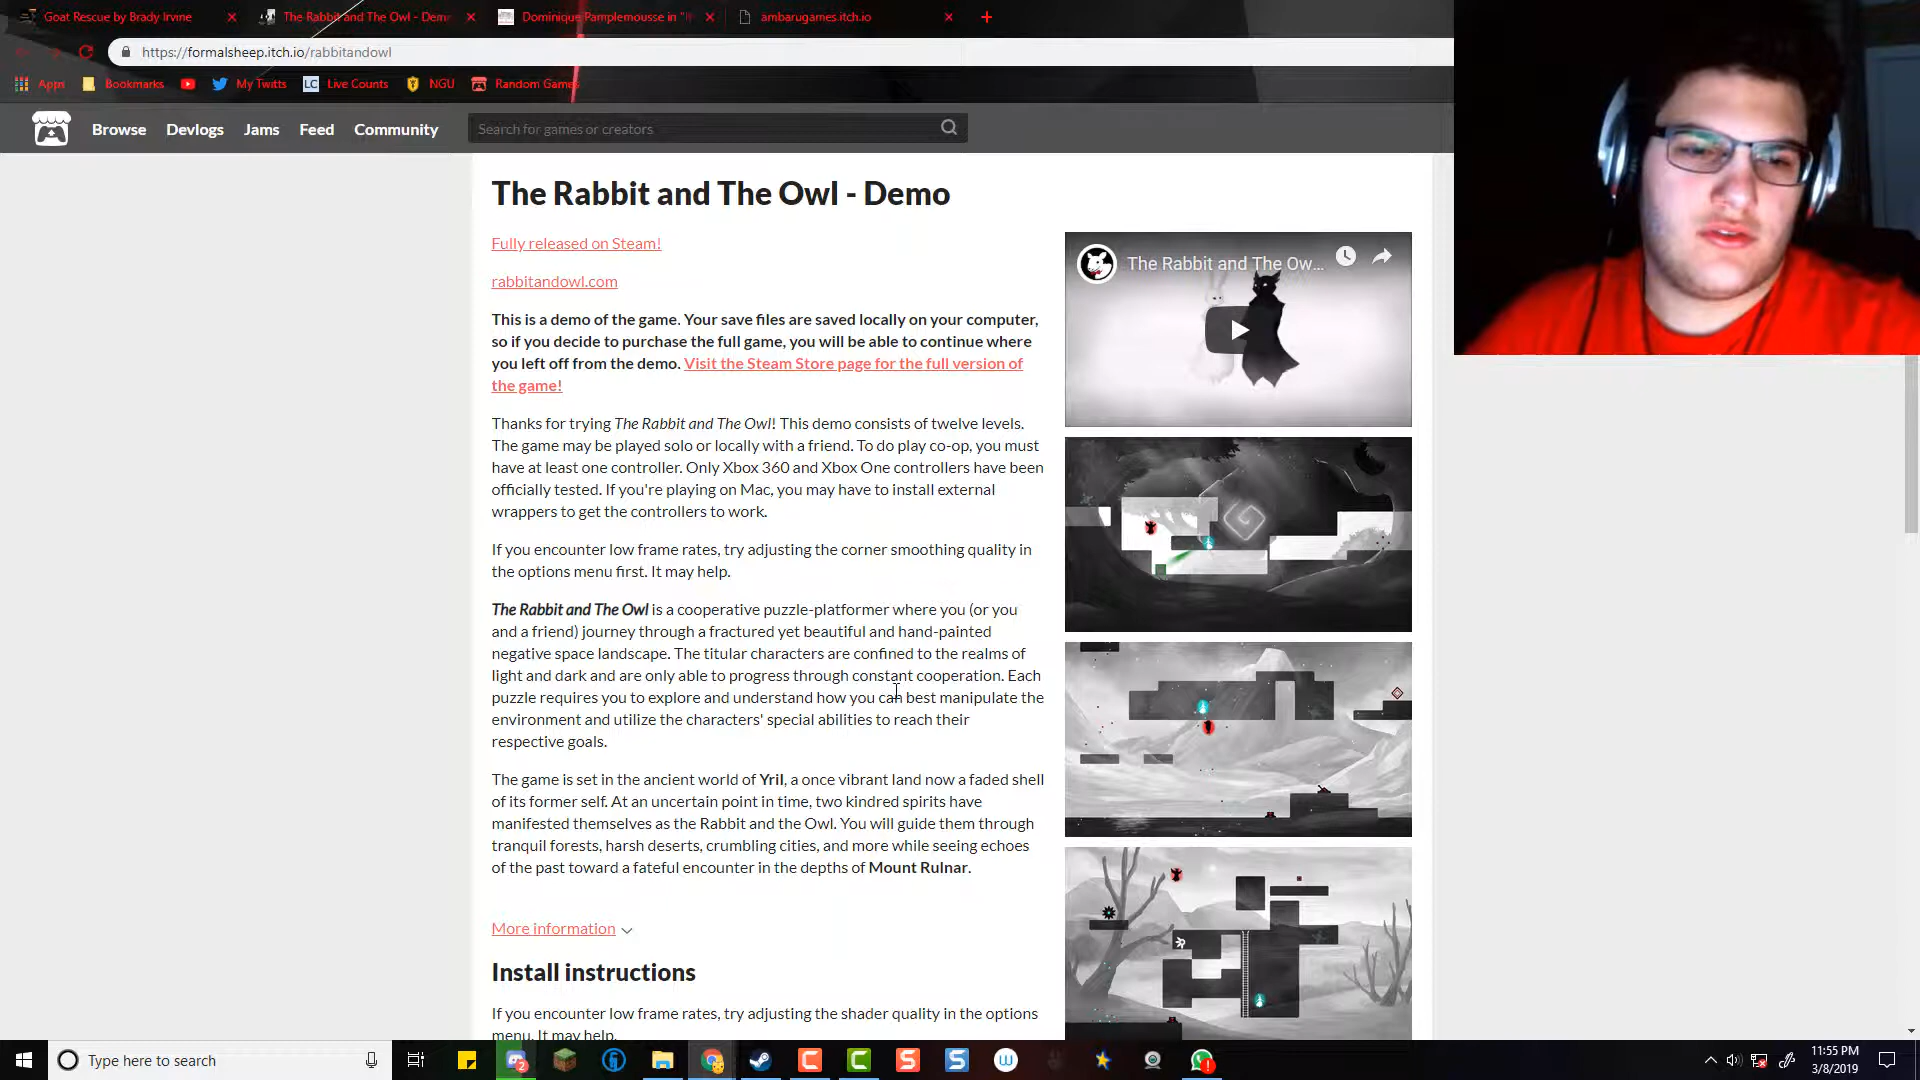 Goat Rescue by Brady Irvine
The Rabbit and The Owl - Dem
Dominique Pamplemousse in "I
ambarugames.itch.io
https://formalsheep.itch.io/rabbitandowl
Apps
Bookmarks
My Twitts
LC
Live Counts
NGU
Random Games
Browse
Devlogs
Jams
Feed
Community
Search for games or creators
The Rabbit and The Owl - Demo
Fully released on Steam!
rabbitandowl.com
This is a demo of the game. Your save files are saved locally on your computer,
so if you decide to purchase the full game, you will be able to continue where
you left off from the demo. Visit the Steam Store page for the full version of
the game!
Thanks for trying The Rabbit and The Owl! This demo consists of twelve levels.
The game may be played solo or locally with a friend. To do play co-op, you must
have at least one controller. Only Xbox 360 and Xbox One controllers have been
officially tested. If you're playing on Mac, you may have to install external
wrappers to get the controllers to work.
If you encounter low frame rates, try adjusting the corner smoothing quality in
the options menu first. It may help.
The Rabbit and The Owl is a cooperative puzzle-platformer where you (or you
and a friend) journey through a fractured yet beautiful and hand-painted
negative space landscape. The titular characters are confined to the realms of
light and dark and are only able to progress through constant cooperation. Each
puzzle requires you to explore and understand how you can best manipulate the
environment and utilize the characters' special abilities to reach their
respective goals.
The game is set in the ancient world of Yril, a once vibrant land now a faded shell
of its former self. At an uncertain point in time, two kindred spirits have
manifested themselves as the Rabbit and the Owl. You will guide them through
tranquil forests, harsh deserts, crumbling cities, and more while seeing echoes
of the past toward a fateful encounter in the depths of Mount Rulnar.
More information
Install instructions
If you encounter low frame rates, try adjusting the shader quality in the options
menu. It may help.
The Rabbit and The Ow...
Type here to search
2
11:55 PM
3/8/2019